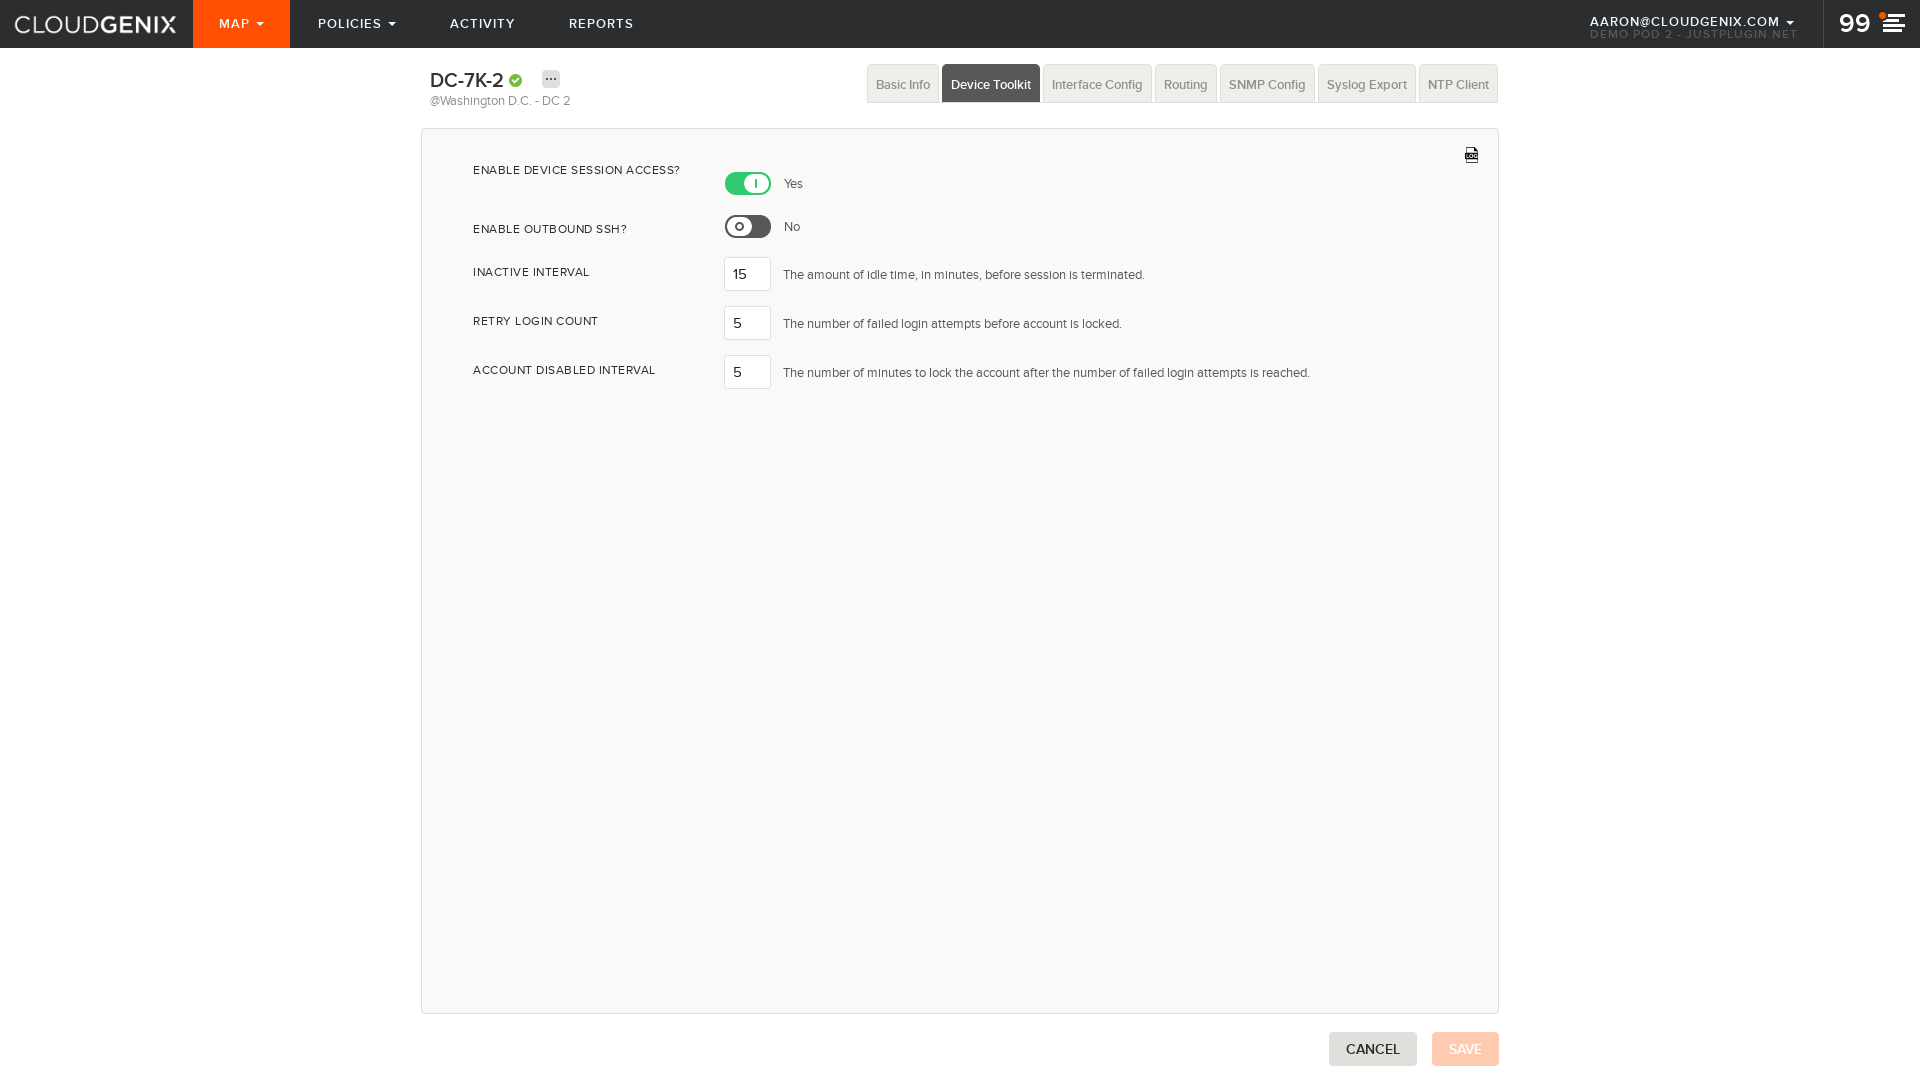 CLOUDGENIX MAP POLICIES ACTIVITY REPORTS AARON@CLOUDGENIX.COM 99
DEMO POD 2 - JUSTPLUGIN.NET
DC-7K-2 ... Basic Info Device Toolkit Interface Config Routing SNMP Config Syslog Export NTP Client
@Washington D.C. - DC 2
LOG
ENABLE DEVICE SESSION ACCESS? Yes
ENABLE OUTBOUND SSH? No
INACTIVE INTERVAL 15 The amount of idle time, in minutes, before session is terminated.
RETRY LOGIN COUNT 5 The number of failed login attempts before account is locked.
ACCOUNT DISABLED INTERVAL 5 The number of minutes to lock the account after the number of failed login attempts is reached.
CANCEL SAVE